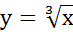 y = ∛x